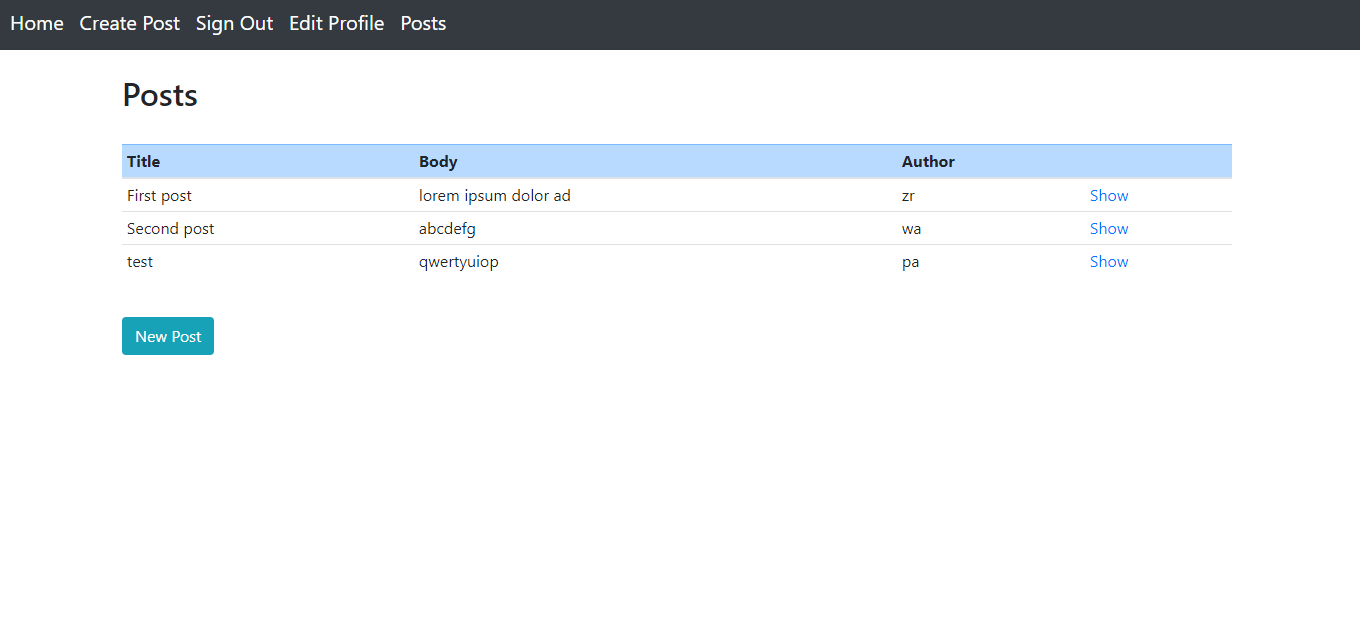 Home Create Post Sign Out Edit Profile Posts
Posts
Title Body Author
First post lorem ipsum dolor ad zr Show
Second post abcdefg wa Show
test qwertyuiop pa Show
New Post